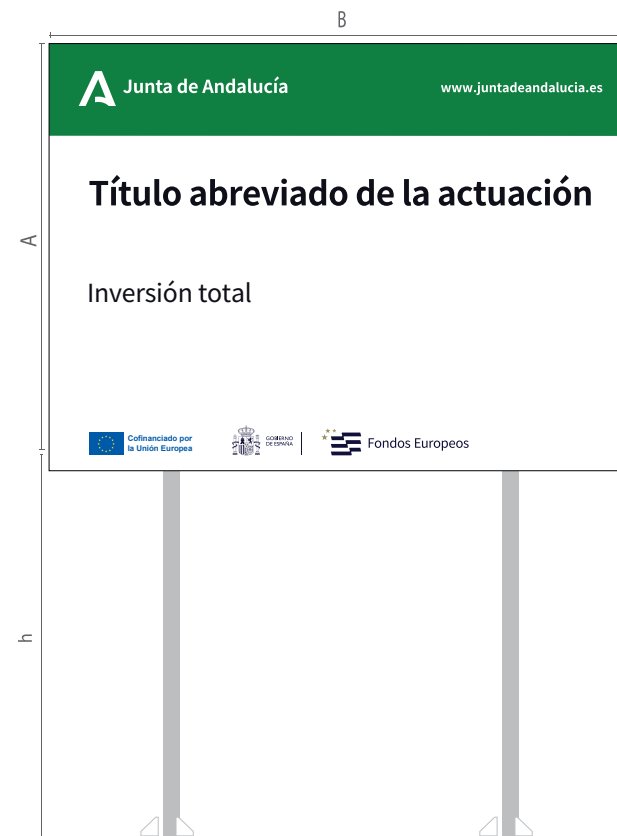 B
Junta de Andalucía
www.juntadeandalucia.es
Título abreviado de la actuación
A
Inversión total
Cofinanciado por
la Unión Europea
GOBIERNO
DE ESPAÑA
Fondos Europeos
h